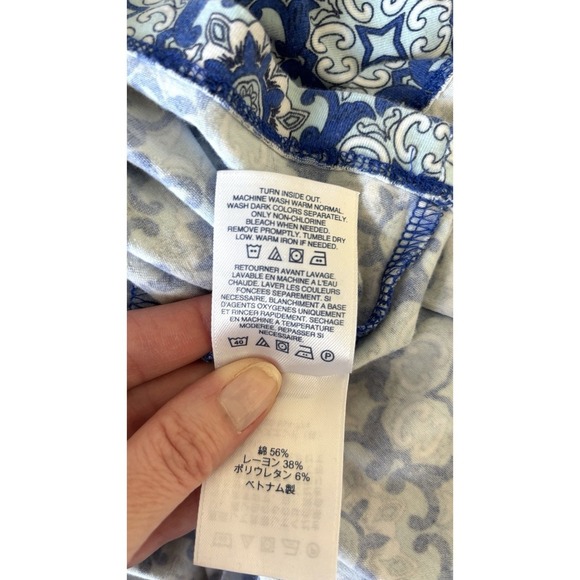 TURN INSIDE OUT.
MACHINE WASH WARM NORMAL.
WASH DARK COLORS SEPARATELY.
ONLY NON-CHLORINE
BLEACH WHEN NEEDED.
REMOVE PROMPTLY. TUMBLE DRY
LOW. WARM IRON IF NEEDED.
RETOURNER AVANT LAVAGE.
LAVABLE EN MACHINE A L'EAU
CHAUDE. LAVER LES COULEURS
FONCEES SEPAREMENT. SI
NECESSAIRE. BLANCHIMENT A BASE
D'AGENTS OXYGENES UNIQUEMENT
ET RINCER RAPIDEMENT. SECHAGE
EN MACHINE A TEMPERATURE
MODEREE. REPASSER SI
NECESSAIRE.
40 P
綿 56%
レーヨン 38%
ポリウレタン 6%
ベトナム製